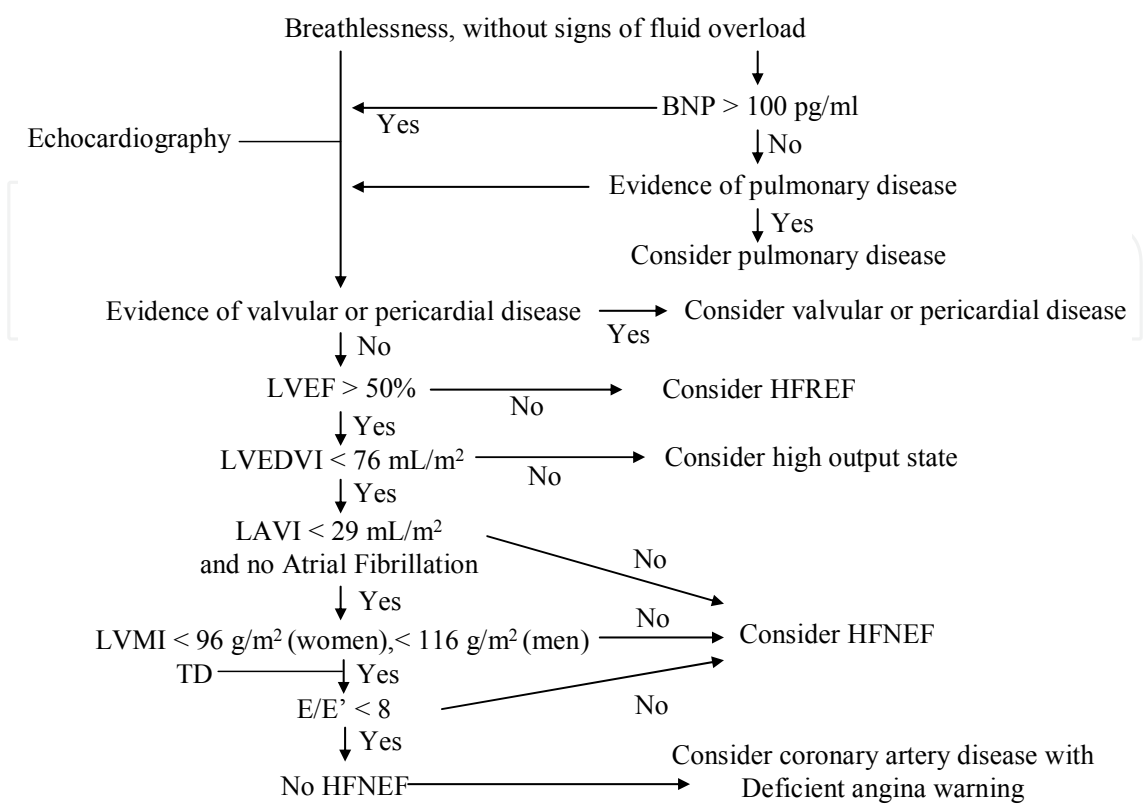 Breathlessness, without signs of fluid overload
BNP > 100 pg/ml
Yes
Echocardiography
No
Evidence of pulmonary disease
Yes
Consider pulmonary disease
Evidence of valvular or pericardial disease
Yes
Consider valvular or pericardial disease
No
LVEF > 50%
No
Consider HFREF
Yes
LVEDVI < 76 mL/m²
No
Consider high output state
Yes
LAVI < 29 mL/m²
and no Atrial Fibrillation
No
Yes
LVMI < 96 g/m² (women),< 116 g/m² (men)
No
Consider HFNEF
TD
Yes
E/E’ < 8
No
Yes
No HFNEF
Consider coronary artery disease with
Deficient angina warning